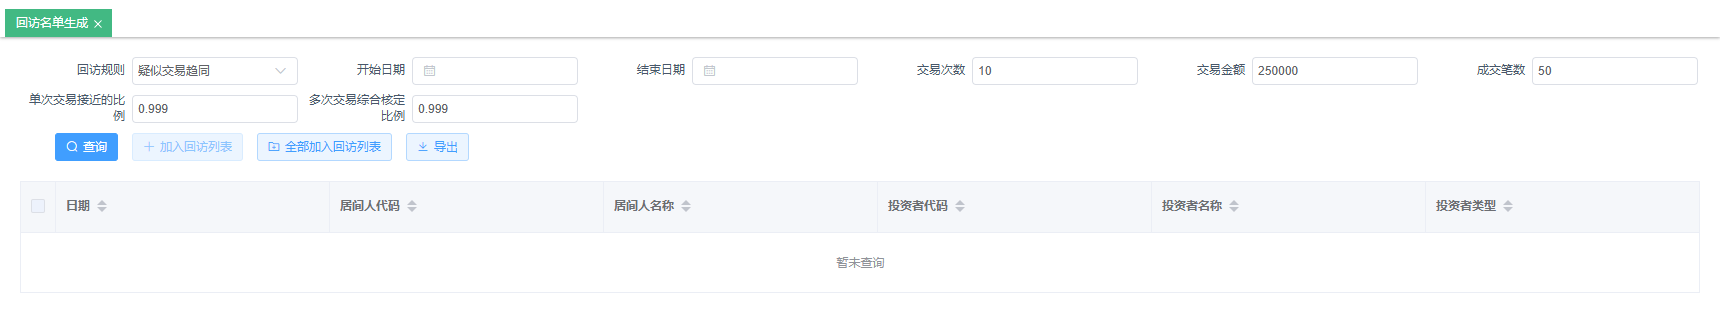 回访名单生成
回访规则 疑似交易趋同 开始日期 结束日期 交易次数 10 交易金额 250000 成交笔数 50
单次交易接近的比例 0.999 多次交易综合核定比例 0.999
查询 加入回访列表 全部加入回访列表 导出
日期 居间人代码 居间人名称 投资者代码 投资者名称 投资者类型
暂未查询